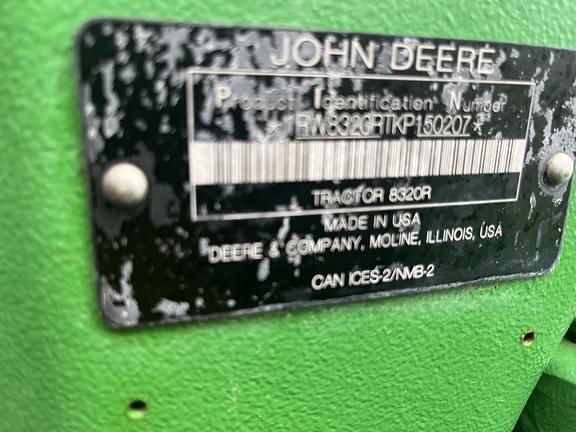 JOHN DEERE
Product Identification Number
*1RW8320RTKP150207*
TRACTOR 8320R
MADE IN USA
DEERE & COMPANY, MOLINE, ILLINOIS, USA
CAN ICES-2/NMB-2